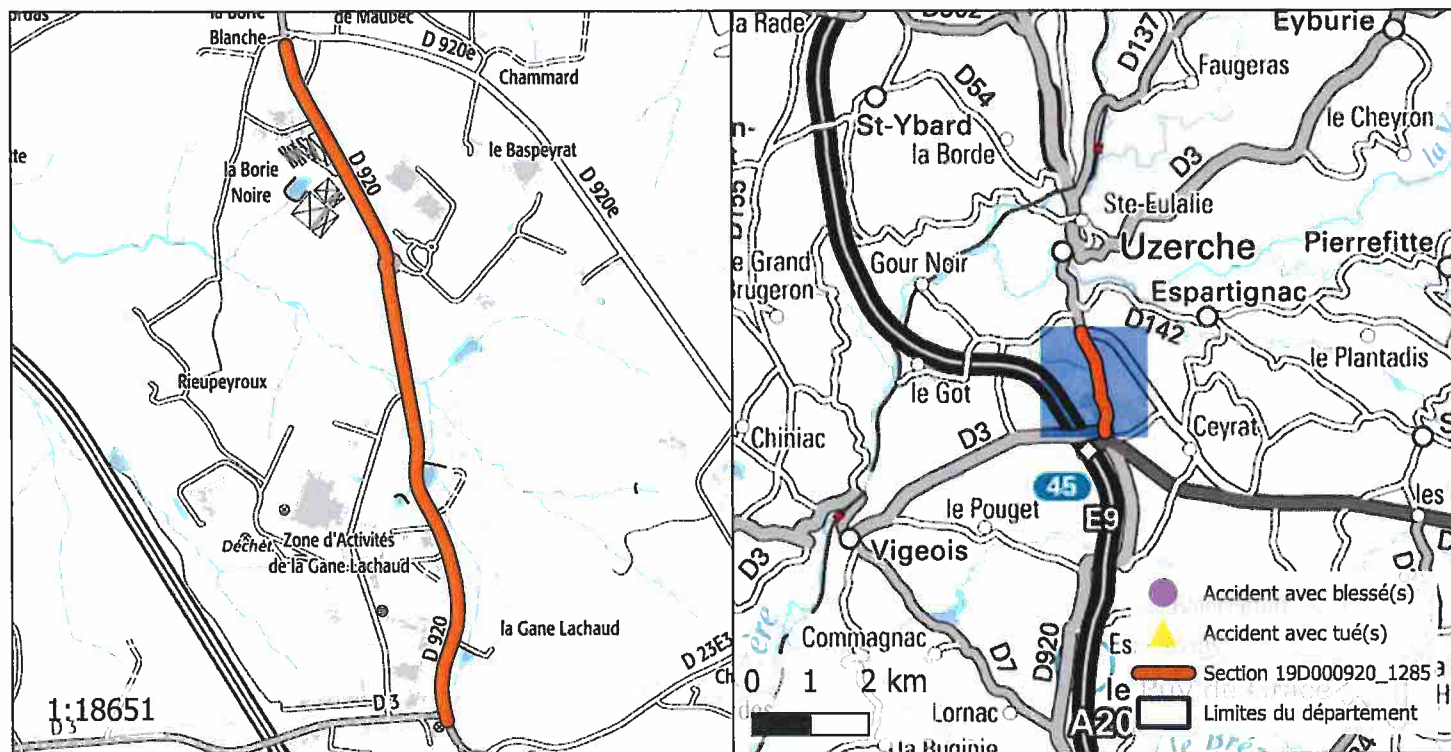 la Borie
Blanche
de Maubec
D 920e
Chammard
le Baspeyrat
D 920
D 920e
la Borie
Noire
Rieupeyroux
Déchet.
Zone d'Activités
de la Gane Lachaud
la Gane Lachaud
D 920
D 23E3
D 3
1:18651
D 3
la Rade
D137
Eyburie
Faugeras
D54
St-Ybard
la Borde
le Cheyron
D3
Ste-Eulalie
Uzerche
Pierrefitte
Gour Noir
Espartignac
D142
le Plantadis
le Got
Chiniac
D3
Ceyrat
45
le Pouget
les
E9
D3
Vigeois
Commagnac
D7
D920
Lornac
A20
0 1 2 km
Accident avec blessé(s)
Accident avec tué(s)
Section 19D000920_1285
Limites du département